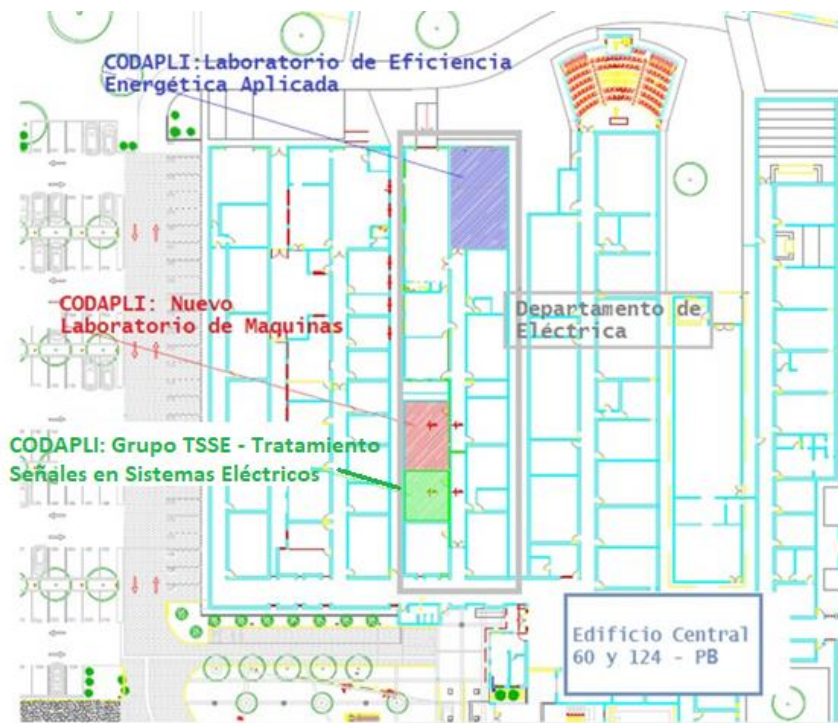 CODAPLI:Laboratorio de Eficiencia
Energética Aplicada
CODAPLI: Nuevo
Laboratorio de Maquinas
Departamento de
Eléctrica
CODAPLI: Grupo TSSE - Tratamiento
Señales en Sistemas Eléctricos
Edificio Central
60 y 124 - PB